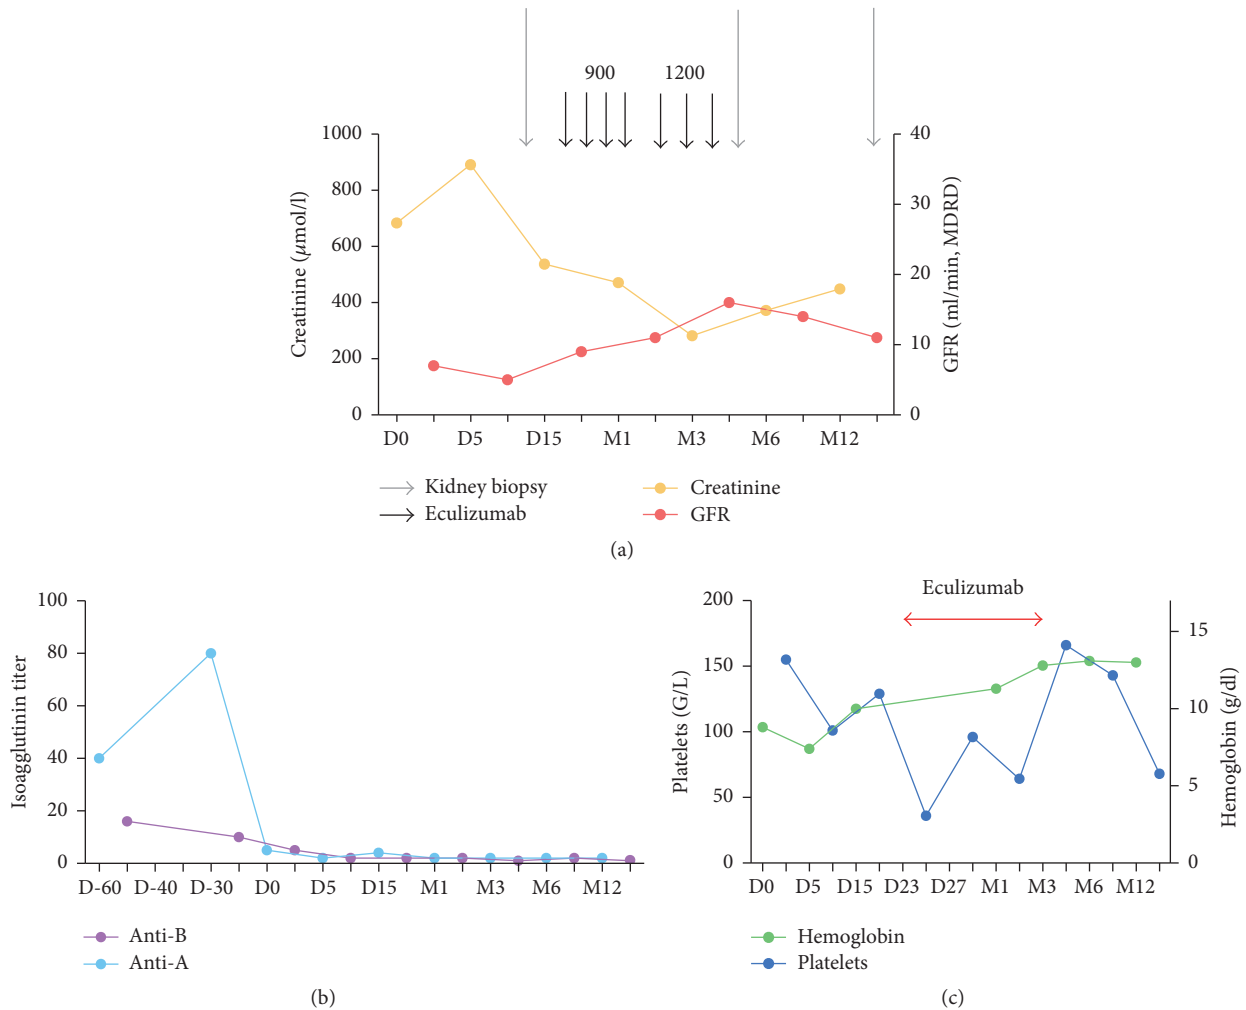 900 1200
1000 40
800
30
600
20
400
10
200
0 0
Creatinine (μmol/l)
GFR (ml/min, MDRD)
D0 D5 D15 M1 M3 M6 M12
Kidney biopsy Creatinine
Eculizumab GFR
(a)
100
80
60
40
20
0
Isoagglutinin titer
D-60 D-40 D-30 D0 D5 D15 M1 M3 M6 M12
Anti-B
Anti-A
(b)
Eculizumab
200
15
150
10
100
5
50
0 0
Platelets (G/L)
Hemoglobin (g/dl)
D0 D5 D15 D23 D27 M1 M3 M6 M12
Hemoglobin
Platelets
(c)